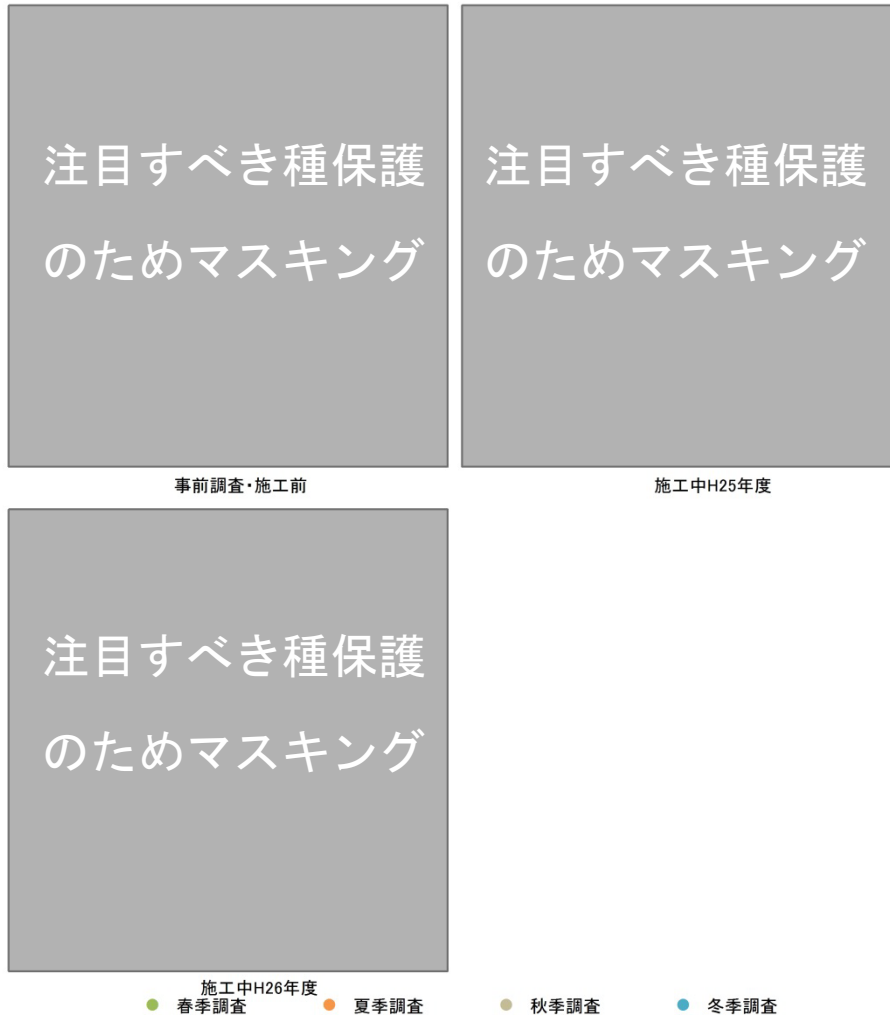 注目すべき種保護
のためマスキング
事前調査・施工前
注目すべき種保護
のためマスキング
施工中H25年度
注目すべき種保護
のためマスキング
施工中H26年度
春季調査
夏季調査
秋季調査
冬季調査